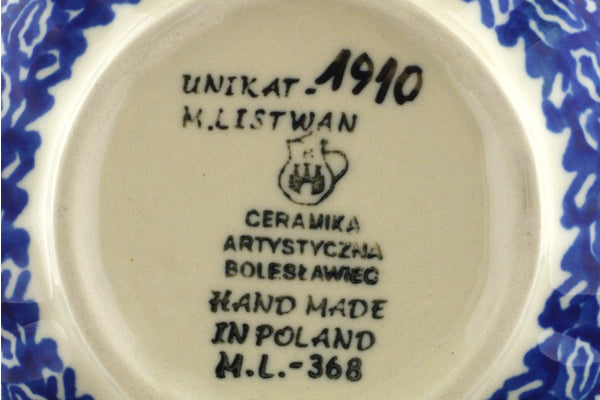 UNIKAT-1910
M.LISTWAN
CERAMIKA
ARTYSTYCZNA
BOLESŁAWIEC
HAND MADE
IN POLAND
M.L.-368